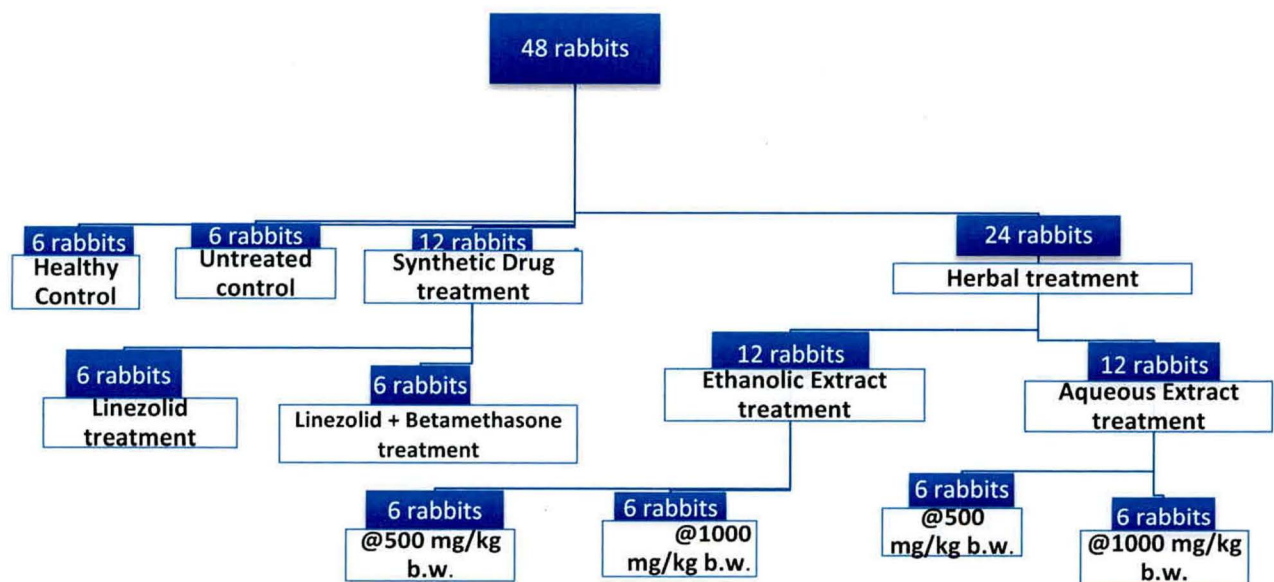 48 rabbits
6 rabbits
Healthy
Control
6 rabbits
Untreated
control
12 rabbits
Synthetic Drug
treatment
24 rabbits
Herbal treatment
6 rabbits
Linezolid
treatment
6 rabbits
Linezolid + Betamethasone
treatment
12 rabbits
Ethanolic Extract
treatment
12 rabbits
Aqueous Extract
treatment
6 rabbits
@500 mg/kg
b.w.
6 rabbits
@1000
mg/kg b.w.
6 rabbits
@500
mg/kg b.w.
6 rabbits
@1000 mg/kg
b.w.